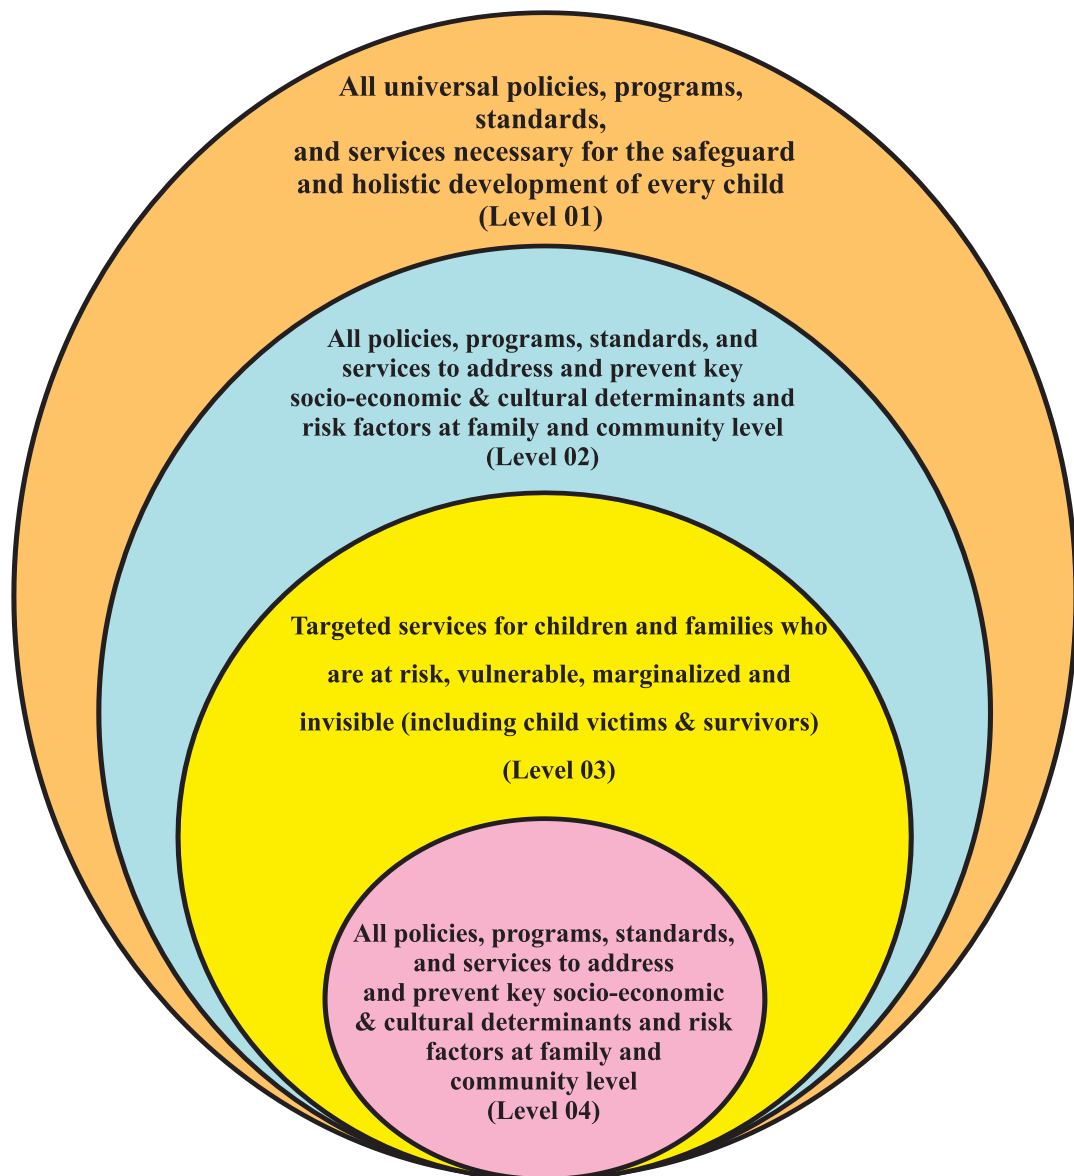 All universal policies, programs,
standards,
and services necessary for the safeguard
and holistic development of every child
(Level 01)
All policies, programs, standards, and
services to address and prevent key
socio-economic & cultural determinants and
risk factors at family and community level
(Level 02)
Targeted services for children and families who
are at risk, vulnerable, marginalized and
invisible (including child victims & survivors)
(Level 03)
All policies, programs, standards,
and services to address
and prevent key socio-economic
& cultural determinants and risk
factors at family and
community level
(Level 04)